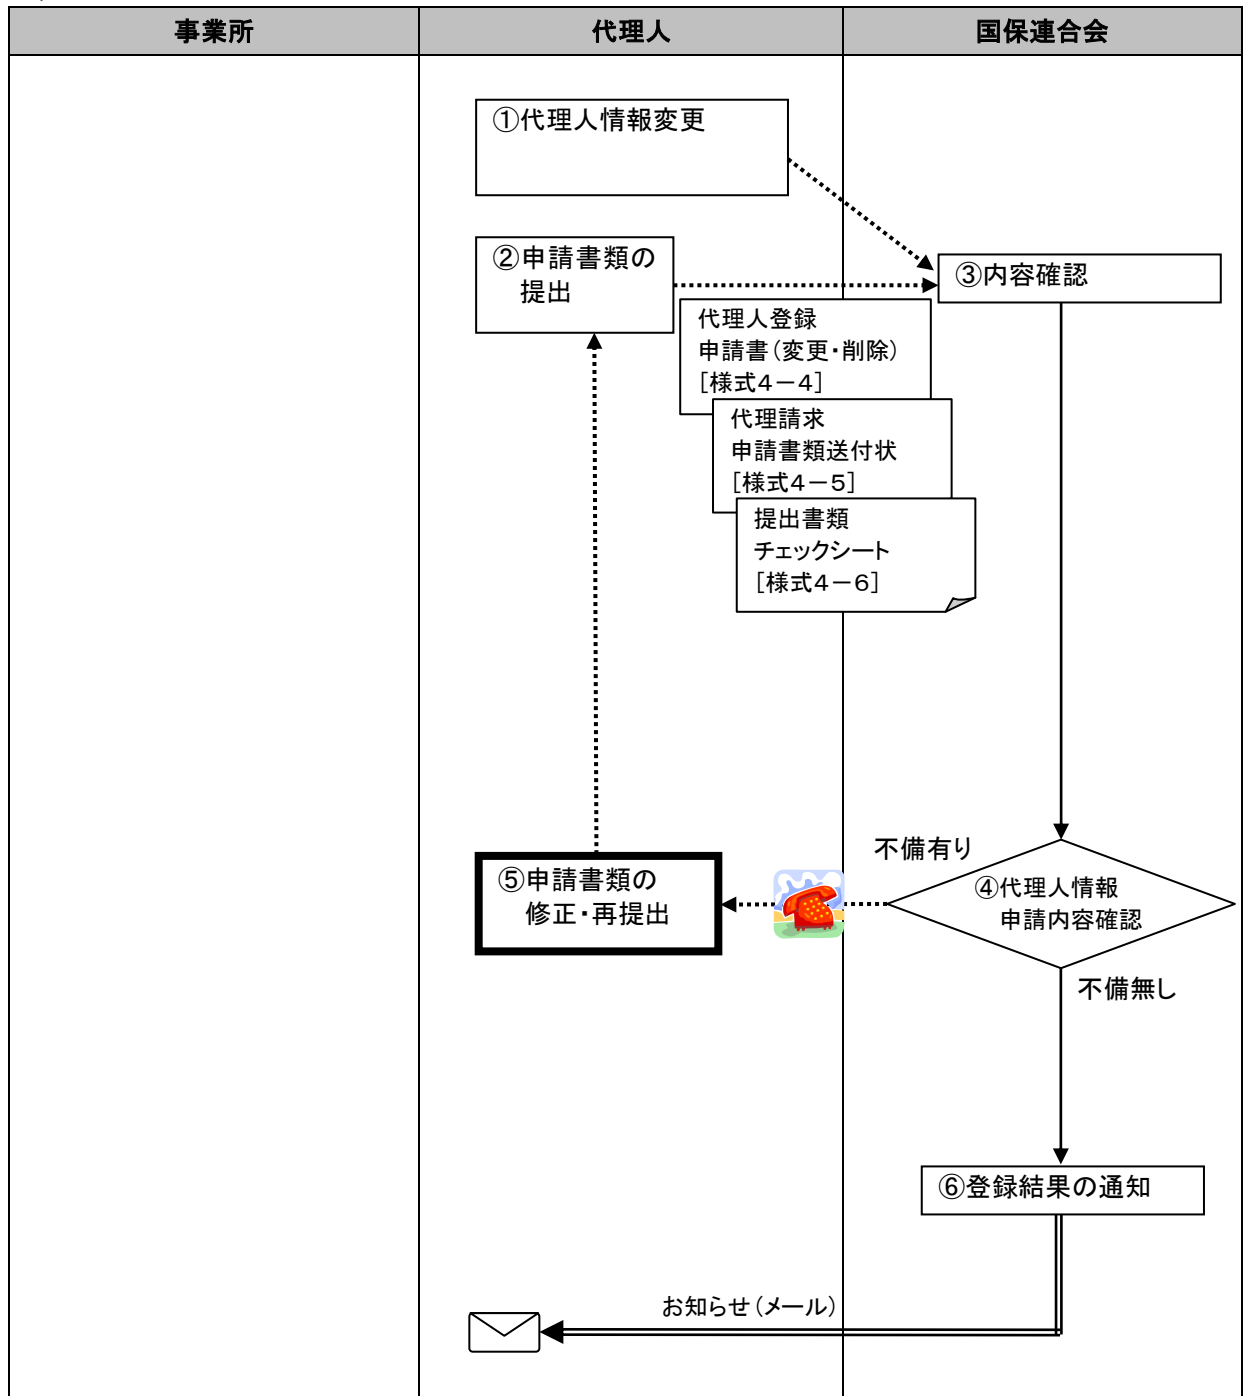 事業所
代理人
国保連合会
①代理人情報変更
②申請書類の
提出
③内容確認
代理人登録
申請書（変更・削除）
[様式４－４]
代理請求
申請書類送付状
[様式４－５]
提出書類
チェックシート
[様式４－６]
不備有り
④代理人情報
申請内容確認
⑤申請書類の
修正・再提出
不備無し
⑥登録結果の通知
お知らせ（メール）